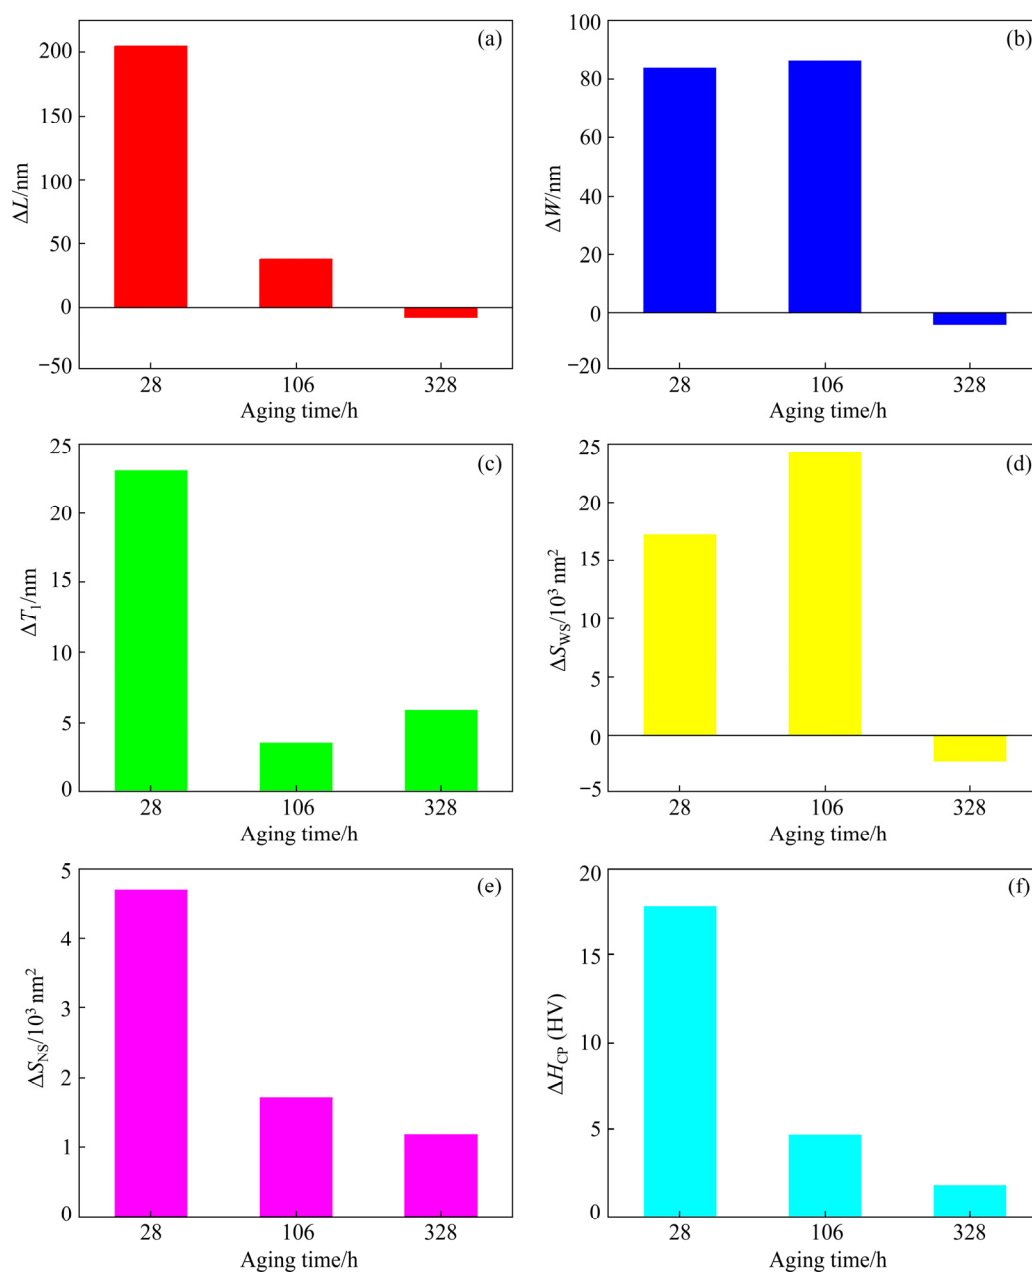 (a)
200
150
100
50
0
−50
ΔL/nm
28 106 328
Aging time/h
(b)
100
80
60
40
20
0
−20
ΔW/nm
28 106 328
Aging time/h
(c)
25
20
15
10
5
0
ΔT₁/nm
28 106 328
Aging time/h
(d)
25
20
15
10
5
0
−5
ΔS_WS/10³ nm²
28 106 328
Aging time/h
(e)
5
4
3
2
1
0
ΔS_NS/10³ nm²
28 106 328
Aging time/h
(f)
20
15
10
5
0
ΔH_CP (HV)
28 106 328
Aging time/h